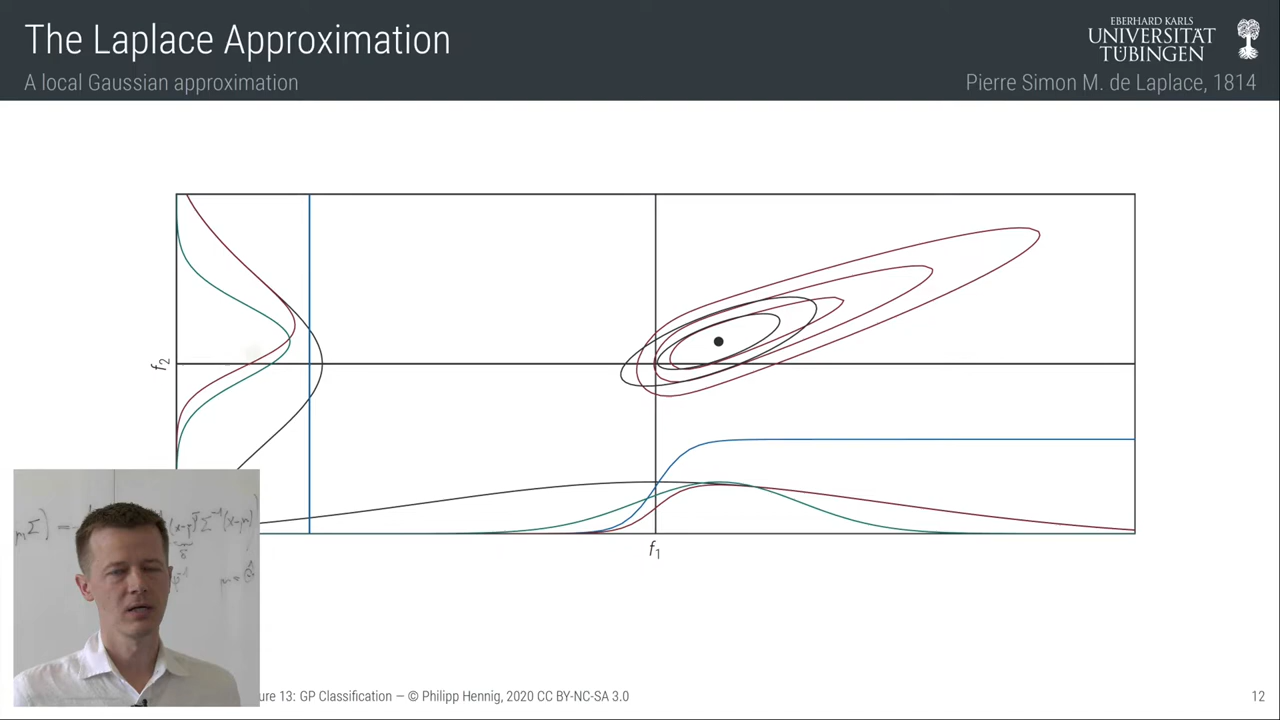 The Laplace Approximation
A local Gaussian approximation
EBERHARD KARLS
UNIVERSITÄT
TÜBINGEN
Pierre Simon M. de Laplace, 1814
f₂
f₁
ure 13: GP Classification — © Philipp Hennig, 2020 CC BY-NC-SA 3.0
12